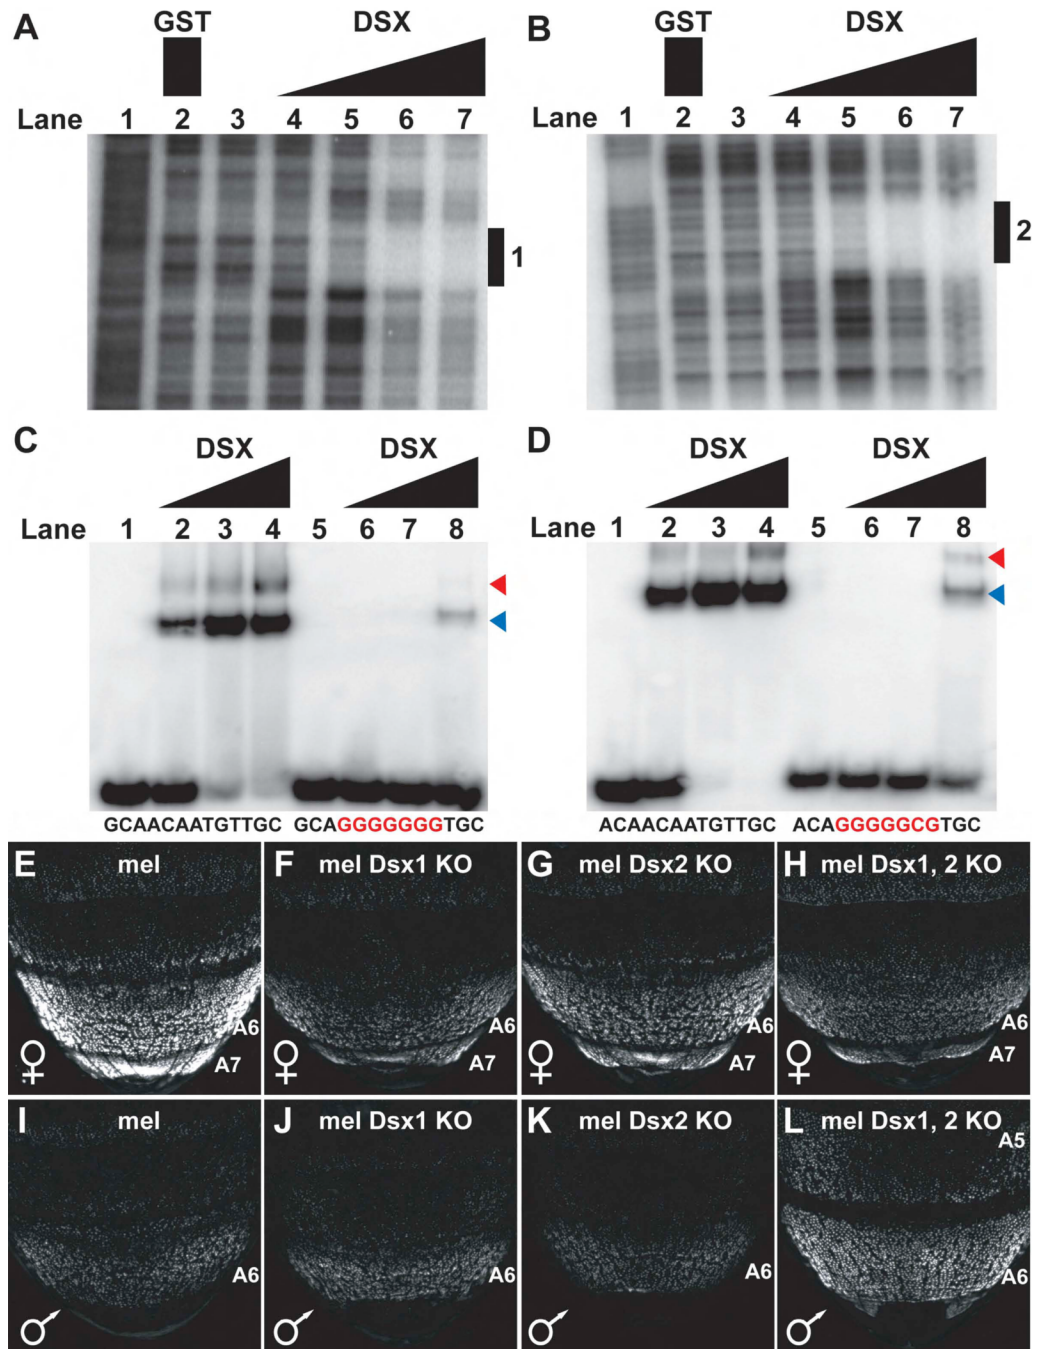 A GST DSX
Lane 1 2 3 4 5 6 7
1
B GST DSX
Lane 1 2 3 4 5 6 7
2
C DSX DSX
Lane 1 2 3 4 5 6 7 8
GCAACAATGTTGC GCAGGGGGGGTGC
D DSX DSX
Lane 1 2 3 4 5 6 7 8
ACAACAATGTTGC ACAGGGGGCGTGC
E mel
A6
A7
♀
F mel Dsx1 KO
A6
A7
♀
G mel Dsx2 KO
A6
A7
♀
H mel Dsx1, 2 KO
A6
A7
♀
I mel
A6
♂
J mel Dsx1 KO
A6
♂
K mel Dsx2 KO
A6
♂
L mel Dsx1, 2 KO
A5
A6
♂